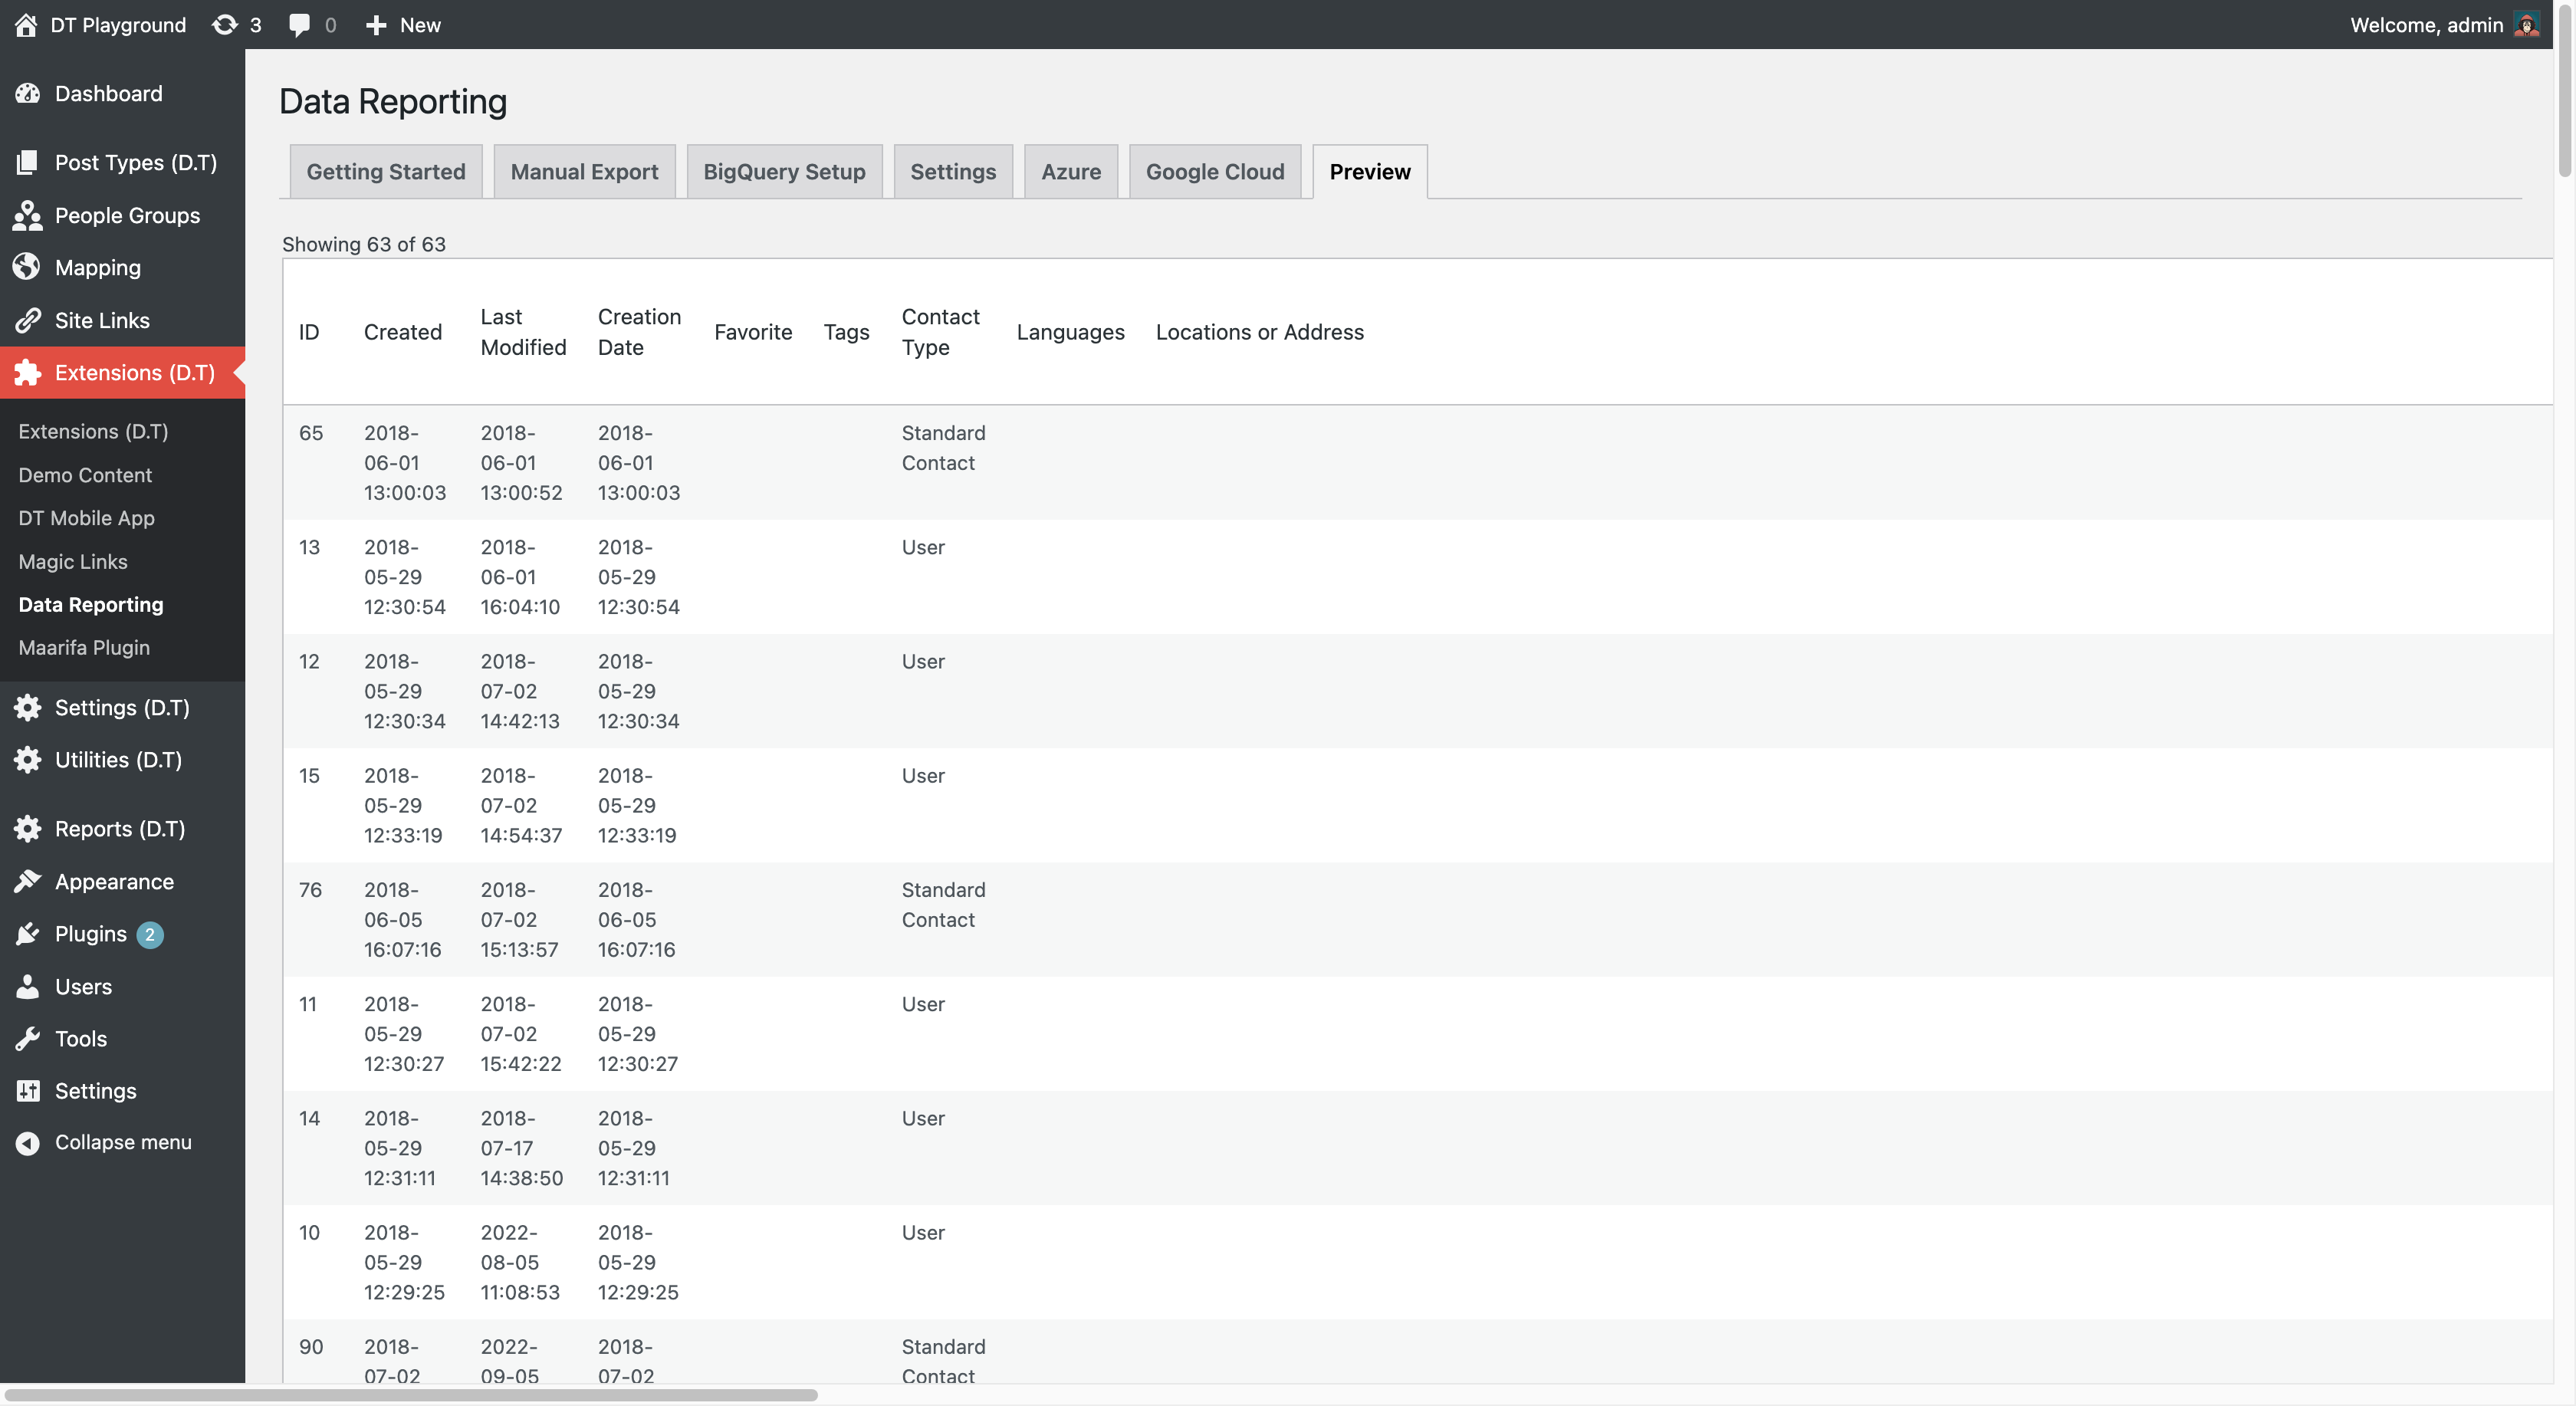 DT Playground 3 0 New Welcome, admin
Dashboard
Post Types (D.T)
People Groups
Mapping
Site Links
Extensions (D.T)
Extensions (D.T)
Demo Content
DT Mobile App
Magic Links
Data Reporting
Maarifa Plugin
Settings (D.T)
Utilities (D.T)
Reports (D.T)
Appearance
Plugins 2
Users
Tools
Settings
Collapse menu
Data Reporting
Getting Started Manual Export BigQuery Setup Settings Azure Google Cloud Preview
Showing 63 of 63
ID Created Last Modified Creation Date Favorite Tags Contact Type Languages Locations or Address
65 2018- 2018- 2018- Standard
06-01 06-01 06-01 Contact
13:00:03 13:00:52 13:00:03
13 2018- 2018- 2018- User
05-29 06-01 05-29
12:30:54 16:04:10 12:30:54
12 2018- 2018- 2018- User
05-29 07-02 05-29
12:30:34 14:42:13 12:30:34
15 2018- 2018- 2018- User
05-29 07-02 05-29
12:33:19 14:54:37 12:33:19
76 2018- 2018- 2018- Standard
06-05 07-02 06-05 Contact
16:07:16 15:13:57 16:07:16
11 2018- 2018- 2018- User
05-29 07-02 05-29
12:30:27 15:42:22 12:30:27
14 2018- 2018- 2018- User
05-29 07-17 05-29
12:31:11 14:38:50 12:31:11
10 2018- 2022- 2018- User
05-29 08-05 05-29
12:29:25 11:08:53 12:29:25
90 2018- 2022- 2018- Standard
07-02 09-05 07-02 Contact